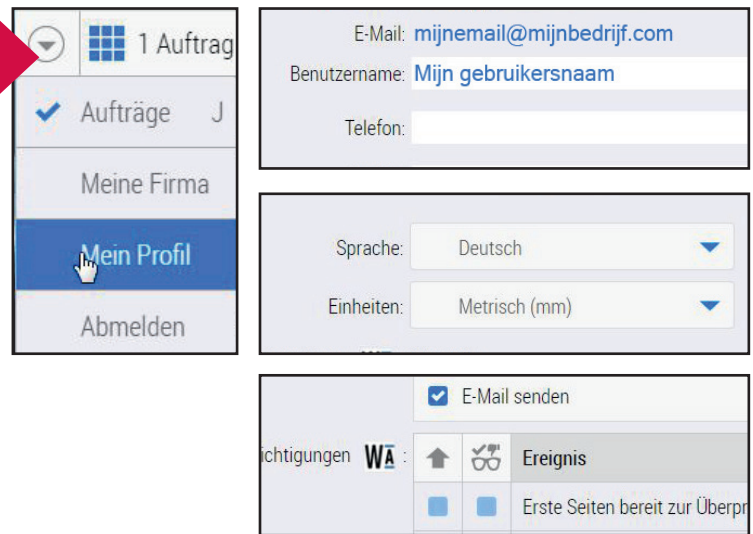 1 Auftrag
Aufträge J
Meine Firma
Mein Profil
Abmelden
E-Mail: mijnemail@mijnbedrijf.com
Benutzername: Mijn gebruikersnaam
Telefon:
Sprache: Deutsch
Einheiten: Metrisch (mm)
E-Mail senden
ichtigungen WA :
Ereignis
Erste Seiten bereit zur Überpr